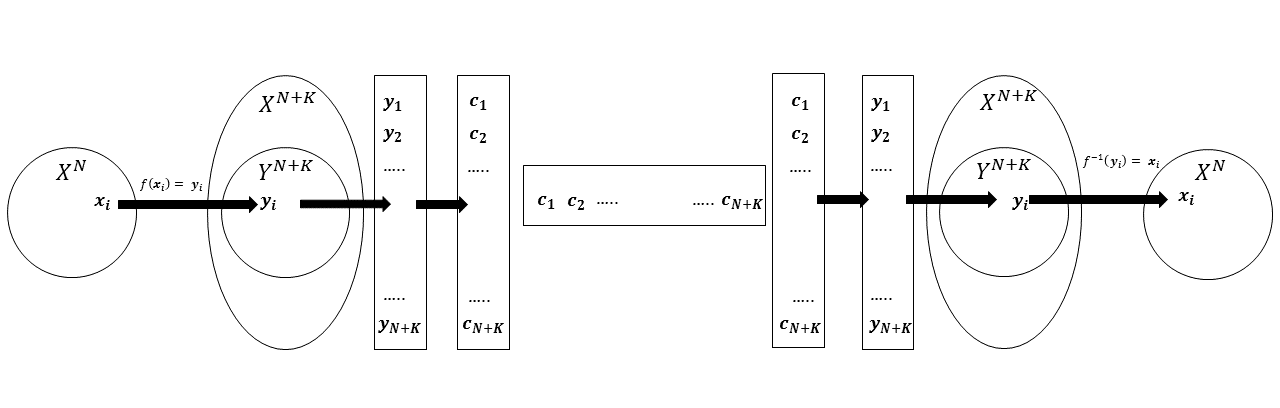 X^N
x_i
f(x_i) = y_i
X^{N+K}
Y^{N+K}
y_i
y_1
y_2
.....
.....
y_{N+K}
c_1
c_2
.....
.....
c_{N+K}
c_1 c_2 ..... ..... c_{N+K}
c_1
c_2
.....
.....
c_{N+K}
y_1
y_2
.....
.....
y_{N+K}
X^{N+K}
Y^{N+K}
y_i
f^{-1}(y_i) = x_i
X^N
x_i